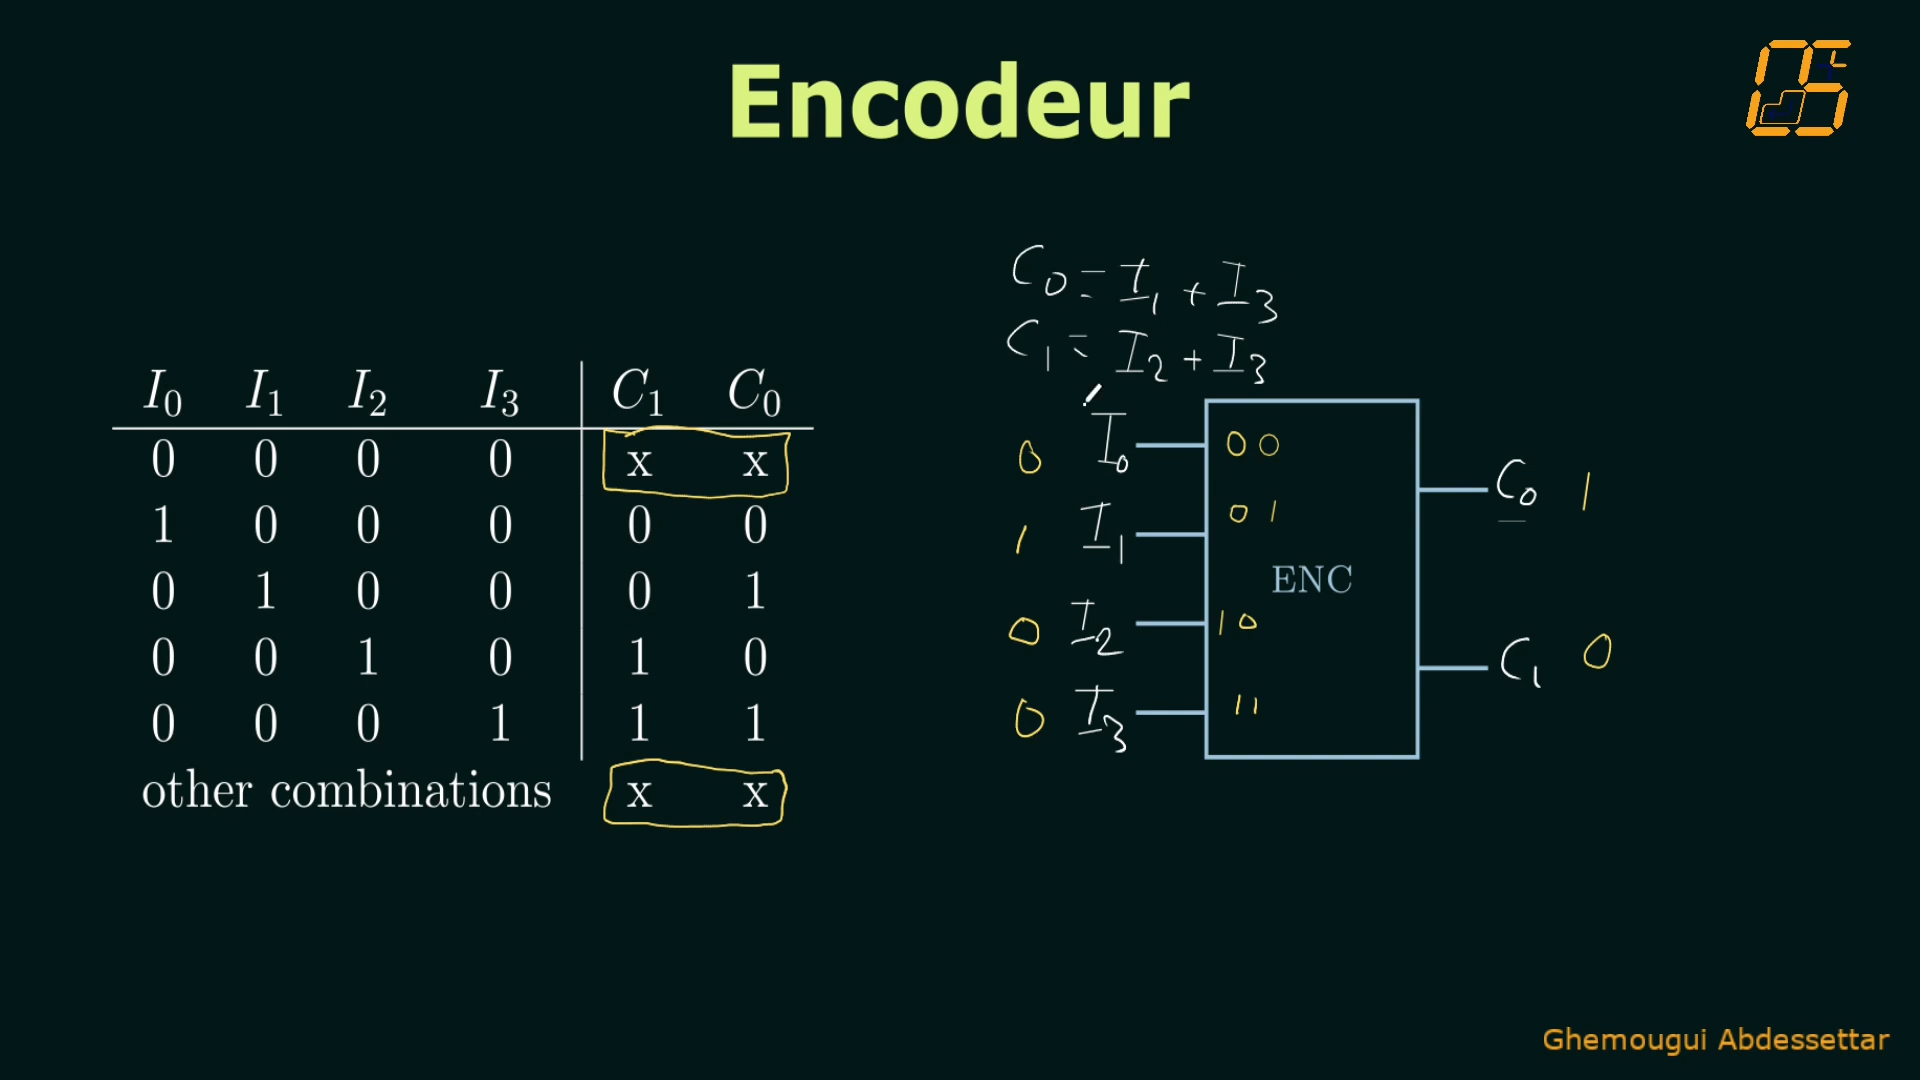 Encodeur
I0 I1 I2 I3 C1 C0
0 0 0 0 x x
1 0 0 0 0 0
0 1 0 0 0 1
0 0 1 0 1 0
0 0 0 1 1 1
other combinations x x
C0 = I1 + I3
C1 = I2 + I3
0 I0 00
C0 1
1 I1 01
ENC
0 I2 10
C1 0
0 I3 11
Ghemougui Abdessettar